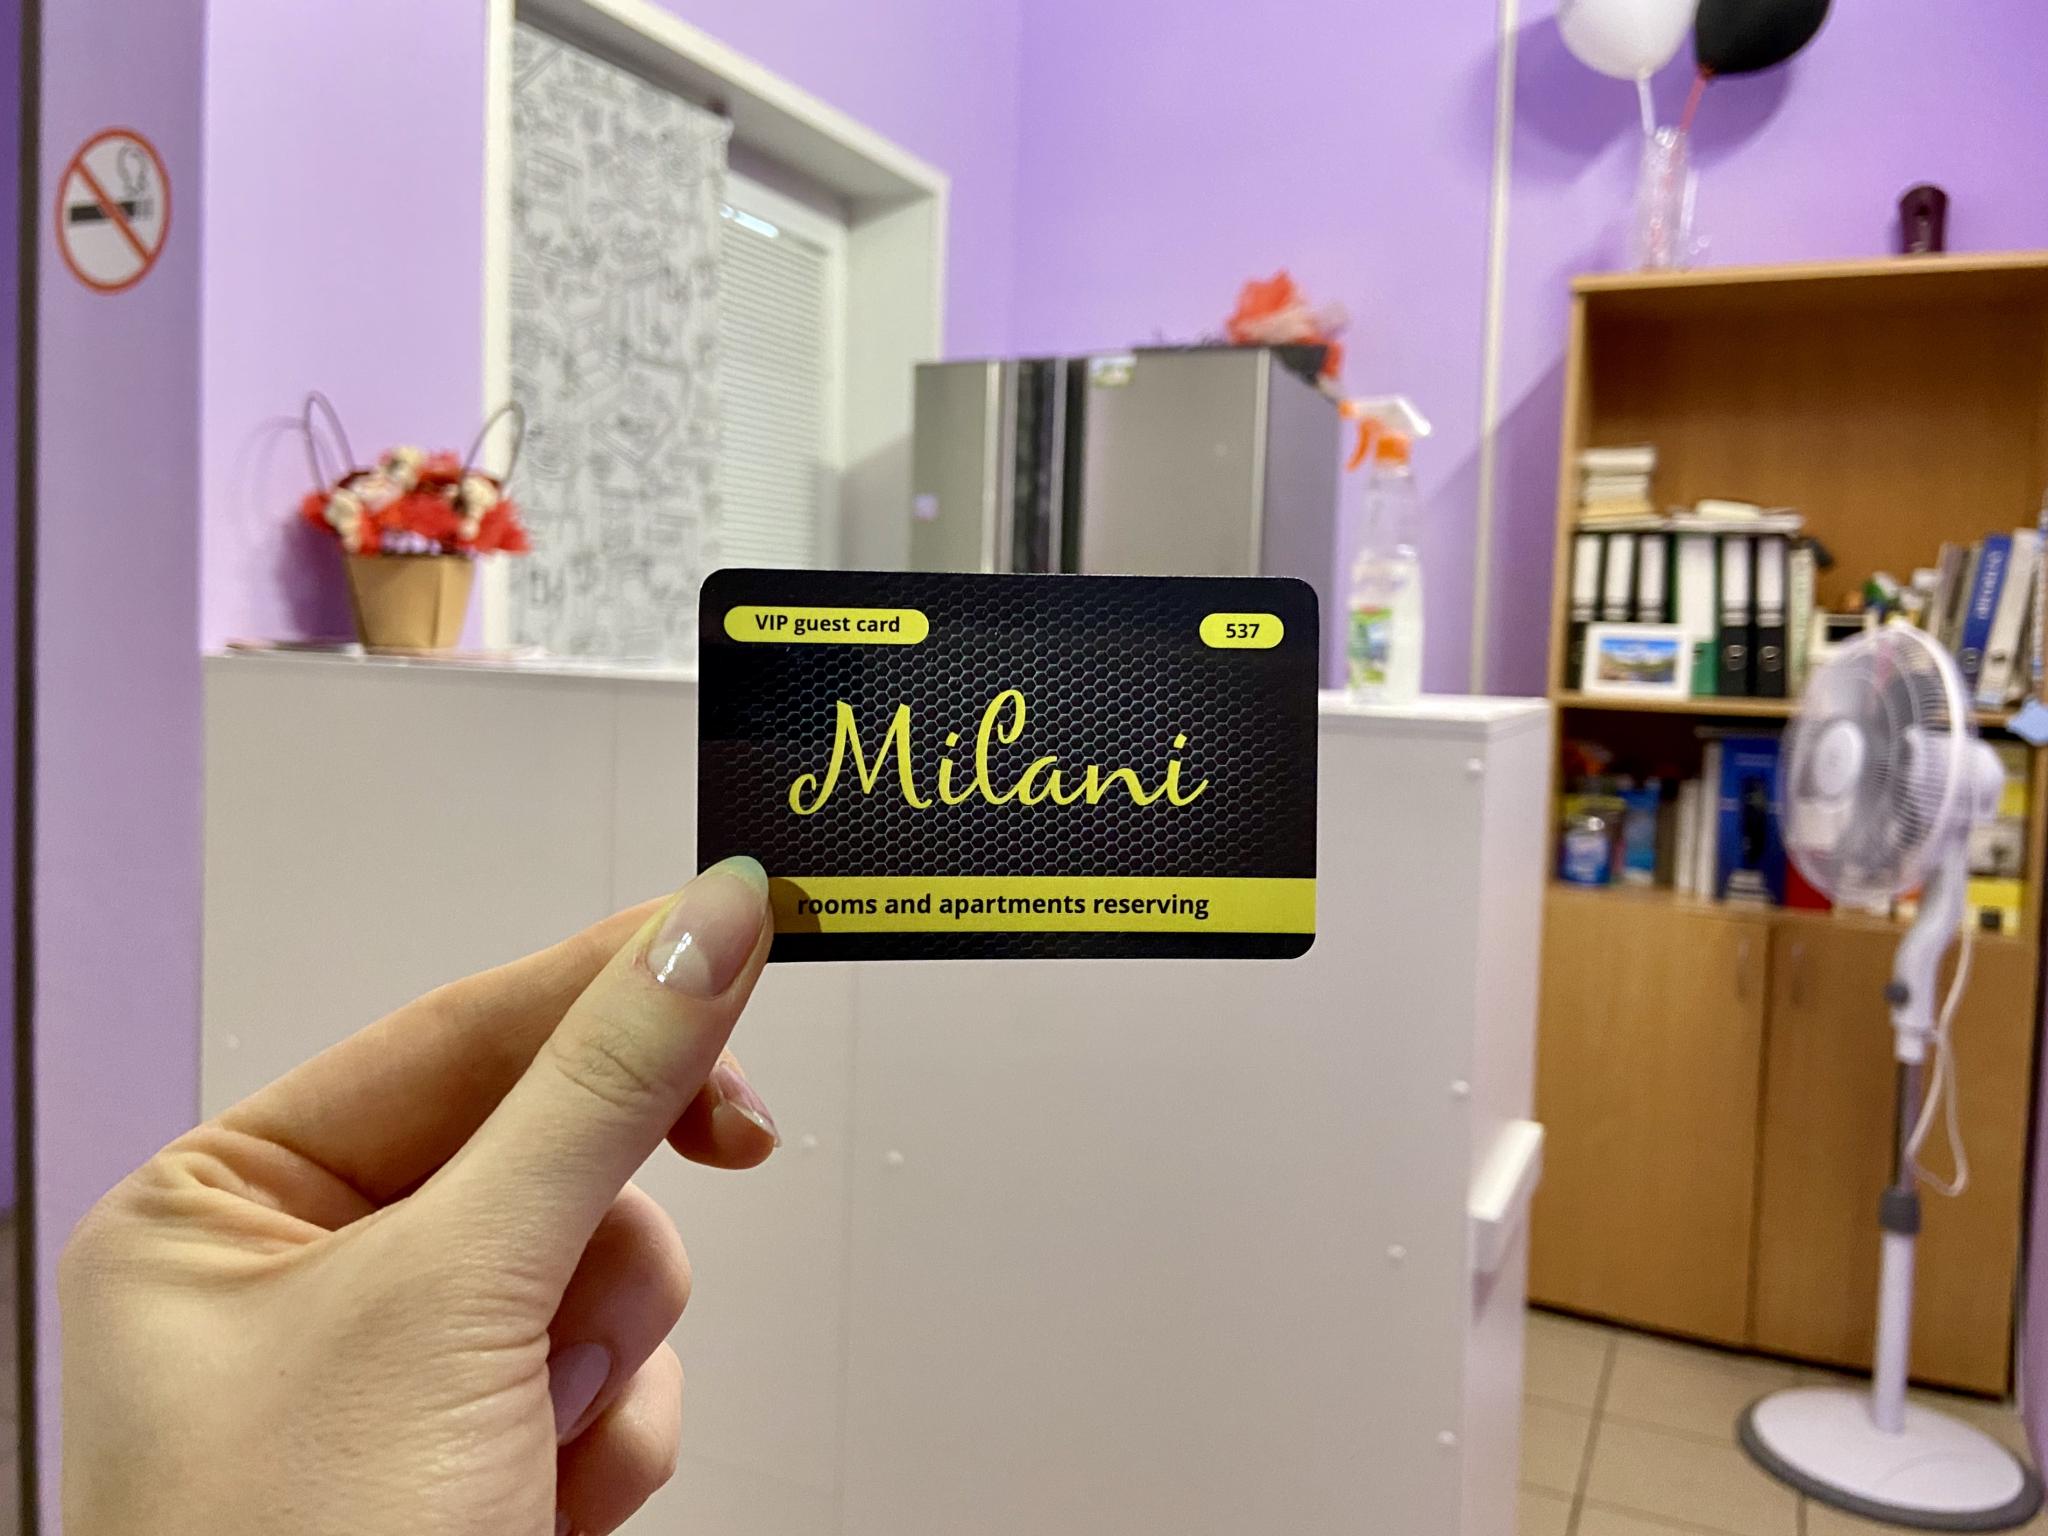 VIP guest card
537
Milani
rooms and apartments reserving